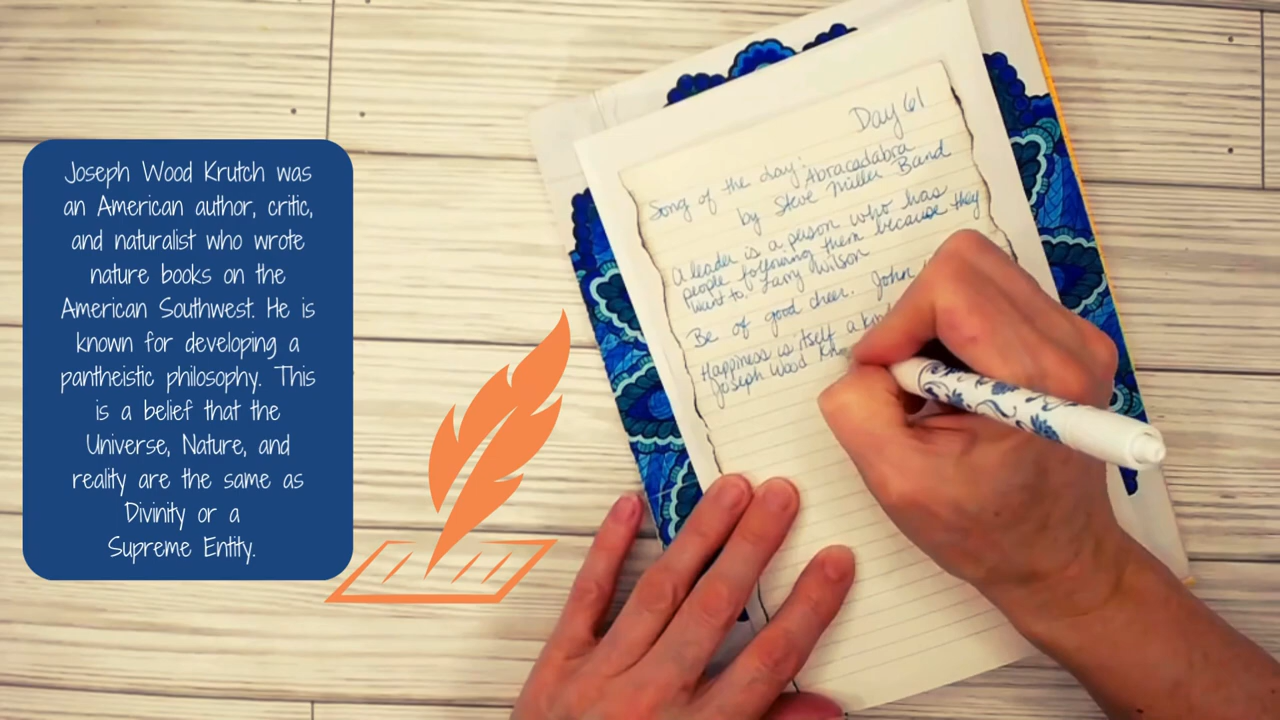 Joseph Wood Krutch was
an American author, critic,
and naturalist who wrote
nature books on the
American Southwest. He is
known for developing a
pantheistic philosophy. This
is a belief that the
Universe, Nature, and
reality are the same as
Divinity or a
Supreme Entity.
Day 61
Song of the day: Abracadabra
by Steve Miller Band
A leader is a person who has
people following them because they
want to. Larry Wilson
Be of good cheer. John
Happiness is itself a kind
Joseph Wood